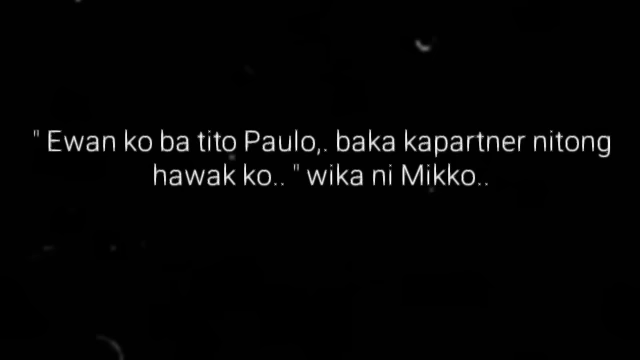 " Ewan ko ba tito Paulo,. baka kapartner nitong
hawak ko.. " wika ni Mikko..